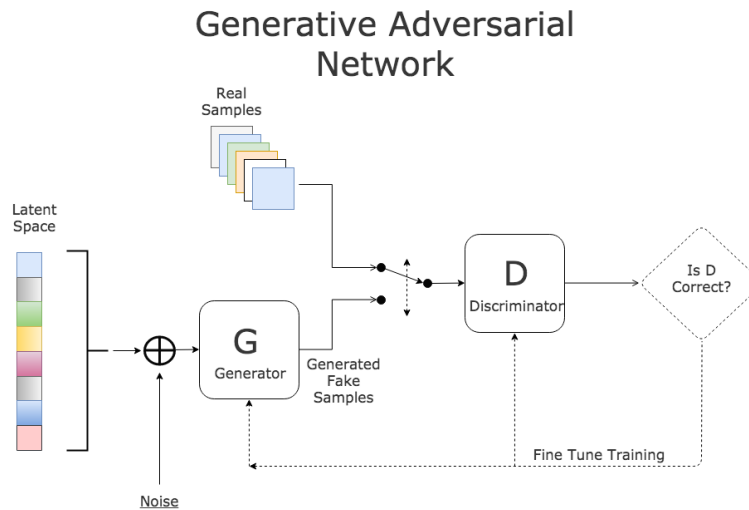 Generative Adversarial
Network
Real
Samples
Latent
Space
G
Generator
Generated
Fake
Samples
D
Discriminator
Is D
Correct?
Fine Tune Training
Noise